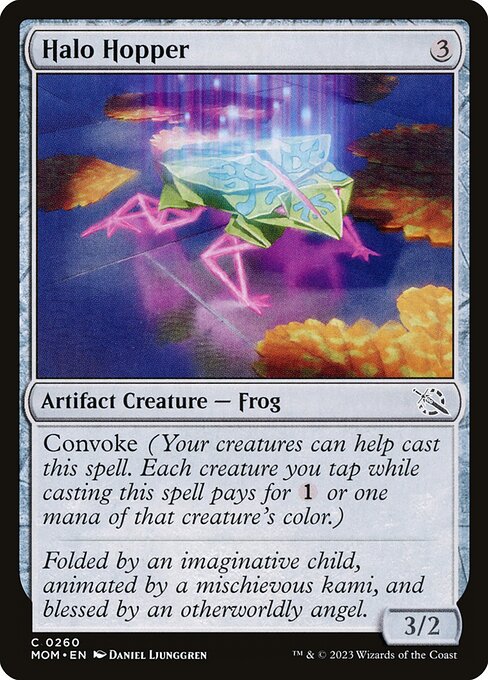 Halo Hopper 3
Artifact Creature — Frog
Convoke (Your creatures can help cast
this spell. Each creature you tap while
casting this spell pays for 1 or one
mana of that creature's color.)
Folded by an imaginative child,
animated by a mischievous kami, and
blessed by an otherworldly angel.
3/2
C 0260
MOM • EN Daniel Ljunggren
™ & © 2023 Wizards of the Coast